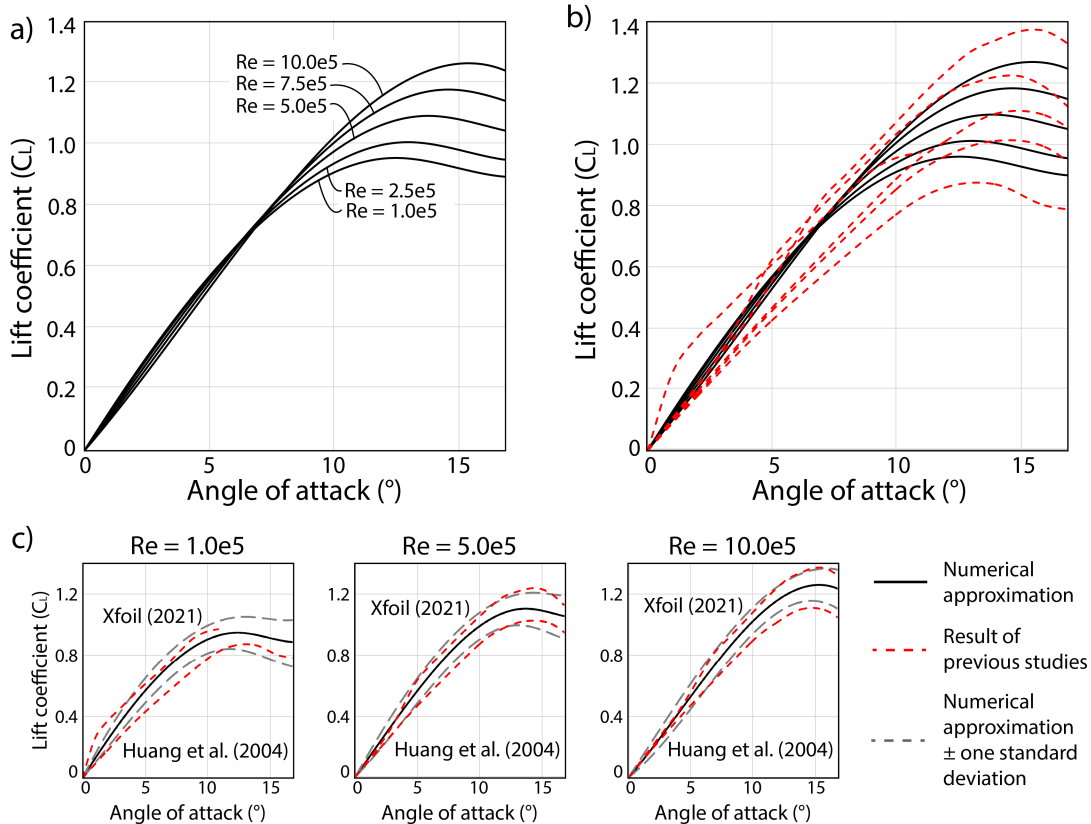 a)
Lift coefficient (CL)
1.4
1.2
1.0
0.8
0.6
0.4
0.2
0
Re = 10.0e5
Re = 7.5e5
Re = 5.0e5
Re = 2.5e5
Re = 1.0e5
0 5 10 15
Angle of attack (°)
b)
Lift coefficient (CL)
1.4
1.2
1.0
0.8
0.6
0.4
0.2
0
0 5 10 15
Angle of attack (°)
c)
Re = 1.0e5
Lift coefficient (CL)
1.2
0.8
0.4
0
Xfoil (2021)
Huang et al. (2004)
0 5 10 15
Angle of attack (°)
Re = 5.0e5
1.2
0.8
0.4
0
Xfoil (2021)
Huang et al. (2004)
0 5 10 15
Angle of attack (°)
Re = 10.0e5
1.2
0.8
0.4
0
Xfoil (2021)
Huang et al. (2004)
0 5 10 15
Angle of attack (°)
Numerical
approximation
Result of
previous studies
Numerical
approximation
± one standard
deviation